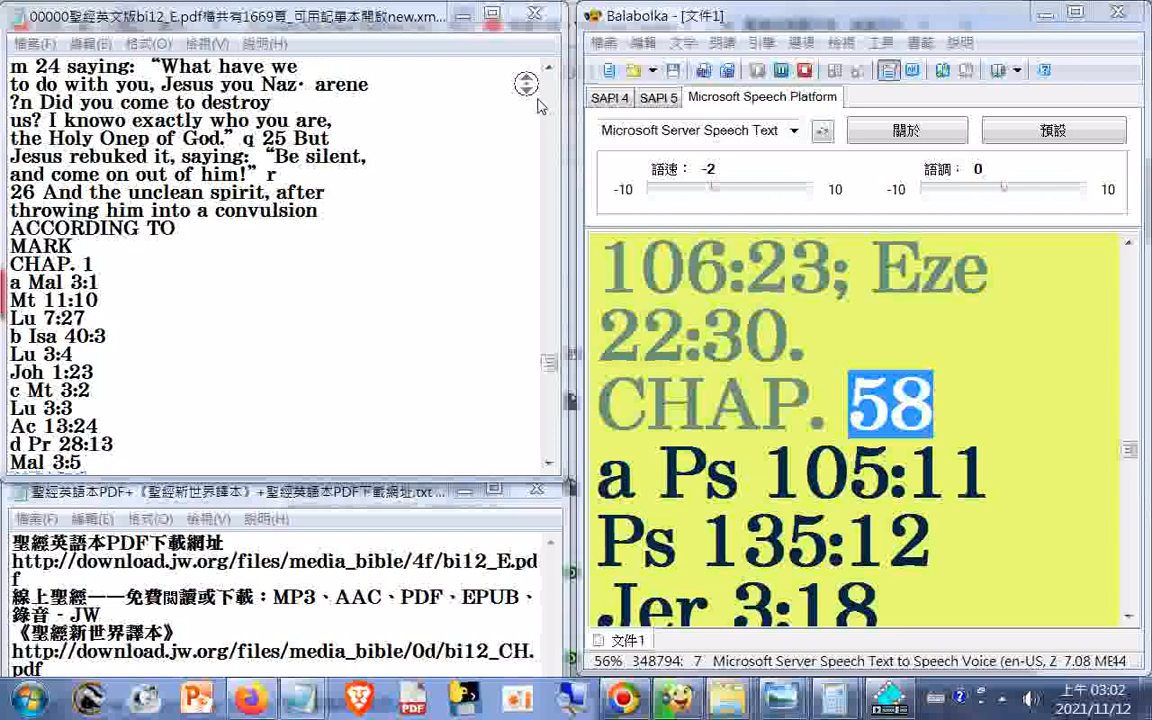 00000聖經英文版bi12_E.pdf檔共有1669頁_可用記事本開啟new.xm...
檔案(F) 編輯(E) 格式(O) 檢視(V) 說明(H)
m 24 saying: “What have we
to do with you, Jesus you Naz· arene
?n Did you come to destroy
us? I knowo exactly who you are,
the Holy Onep of God.” q 25 But
Jesus rebuked it, saying: “Be silent,
and come on out of him!” r
26 And the unclean spirit, after
throwing him into a convulsion
ACCORDING TO
MARK
CHAP. 1
a Mal 3:1
Mt 11:10
Lu 7:27
b Isa 40:3
Lu 3:4
Joh 1:23
c Mt 3:2
Lu 3:3
Ac 13:24
d Pr 28:13
Mal 3:5
聖經英語本PDF+《聖經新世界譯本》+聖經英語本PDF下載網址.txt ...
檔案(F) 編輯(E) 格式(O) 檢視(V) 說明(H)
聖經英語本PDF下載網址
http://download.jw.org/files/media_bible/4f/bi12_E.pd
f
線上聖經——免費閱讀或下載：MP3、AAC、PDF、EPUB、
錄音 - JW
《聖經新世界譯本》
http://download.jw.org/files/media_bible/0d/bi12_CH.
pdf
Balabolka - [文件1]
檔案 編輯 文字 朗讀 引擎 選項 檢視 工具 書籤 說明
SAPI 4 SAPI 5 Microsoft Speech Platform
Microsoft Server Speech Text 關於 預設
語速： -2 語調： 0
-10 10 -10 10
106:23; Eze
22:30.
CHAP. 58
a Ps 105:11
Ps 135:12
Jer 3:18
文件1
56% 348794: 7 Microsoft Server Speech Text to Speech Voice (en-US, Z 7.08 ME44
上午 03:02
2021/11/12